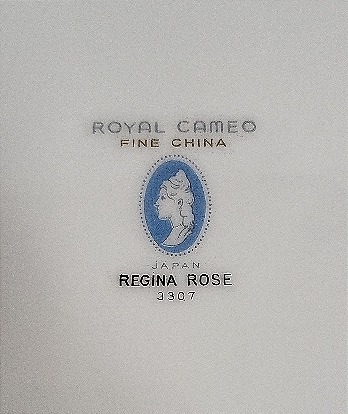 ROYAL CAMEO
FINE CHINA
JAPAN
REGINA ROSE
3307